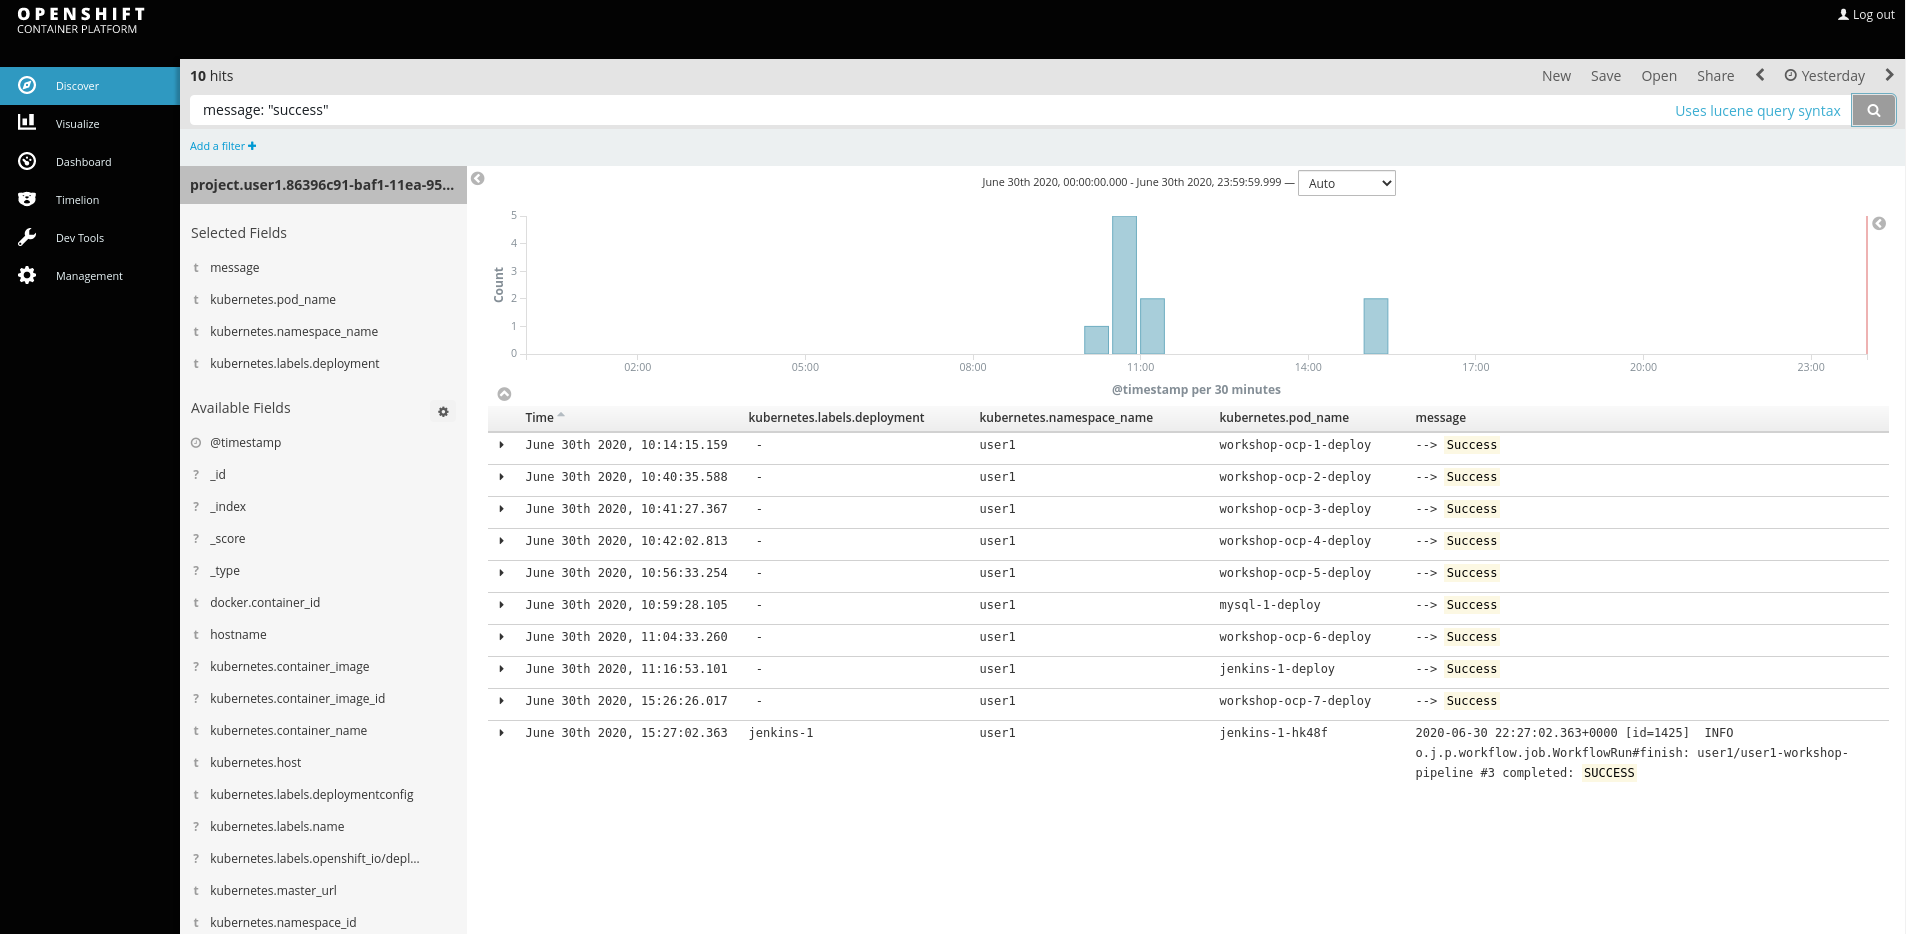 OPENSHIFT
CONTAINER PLATFORM
Log out
Discover
Visualize
Dashboard
Timelion
Dev Tools
Management
10 hits
New Save Open Share Yesterday
message: "success"
Uses lucene query syntax
Add a filter +
project.user1.86396c91-baf1-11ea-95...
Selected Fields
t message
t kubernetes.pod_name
t kubernetes.namespace_name
t kubernetes.labels.deployment
Available Fields
@timestamp
? _id
? _index
? _score
? _type
t docker.container_id
t hostname
? kubernetes.container_image
? kubernetes.container_image_id
t kubernetes.container_name
t kubernetes.host
t kubernetes.labels.deploymentconfig
? kubernetes.labels.name
? kubernetes.labels.openshift_io/depl...
t kubernetes.master_url
t kubernetes.namespace_id
June 30th 2020, 00:00:00.000 - June 30th 2020, 23:59:59.999 — Auto
Count
5
4
3
2
1
0
02:00 05:00 08:00 11:00 14:00 17:00 20:00 23:00
@timestamp per 30 minutes
Time kubernetes.labels.deployment kubernetes.namespace_name kubernetes.pod_name message
June 30th 2020, 10:14:15.159 - user1 workshop-ocp-1-deploy --> Success
June 30th 2020, 10:40:35.588 - user1 workshop-ocp-2-deploy --> Success
June 30th 2020, 10:41:27.367 - user1 workshop-ocp-3-deploy --> Success
June 30th 2020, 10:42:02.813 - user1 workshop-ocp-4-deploy --> Success
June 30th 2020, 10:56:33.254 - user1 workshop-ocp-5-deploy --> Success
June 30th 2020, 10:59:28.105 - user1 mysql-1-deploy --> Success
June 30th 2020, 11:04:33.260 - user1 workshop-ocp-6-deploy --> Success
June 30th 2020, 11:16:53.101 - user1 jenkins-1-deploy --> Success
June 30th 2020, 15:26:26.017 - user1 workshop-ocp-7-deploy --> Success
June 30th 2020, 15:27:02.363 jenkins-1 user1 jenkins-1-hk48f 2020-06-30 22:27:02.363+0000 [id=1425] INFO
o.j.p.workflow.job.WorkflowRun#finish: user1/user1-workshop-
pipeline #3 completed: SUCCESS